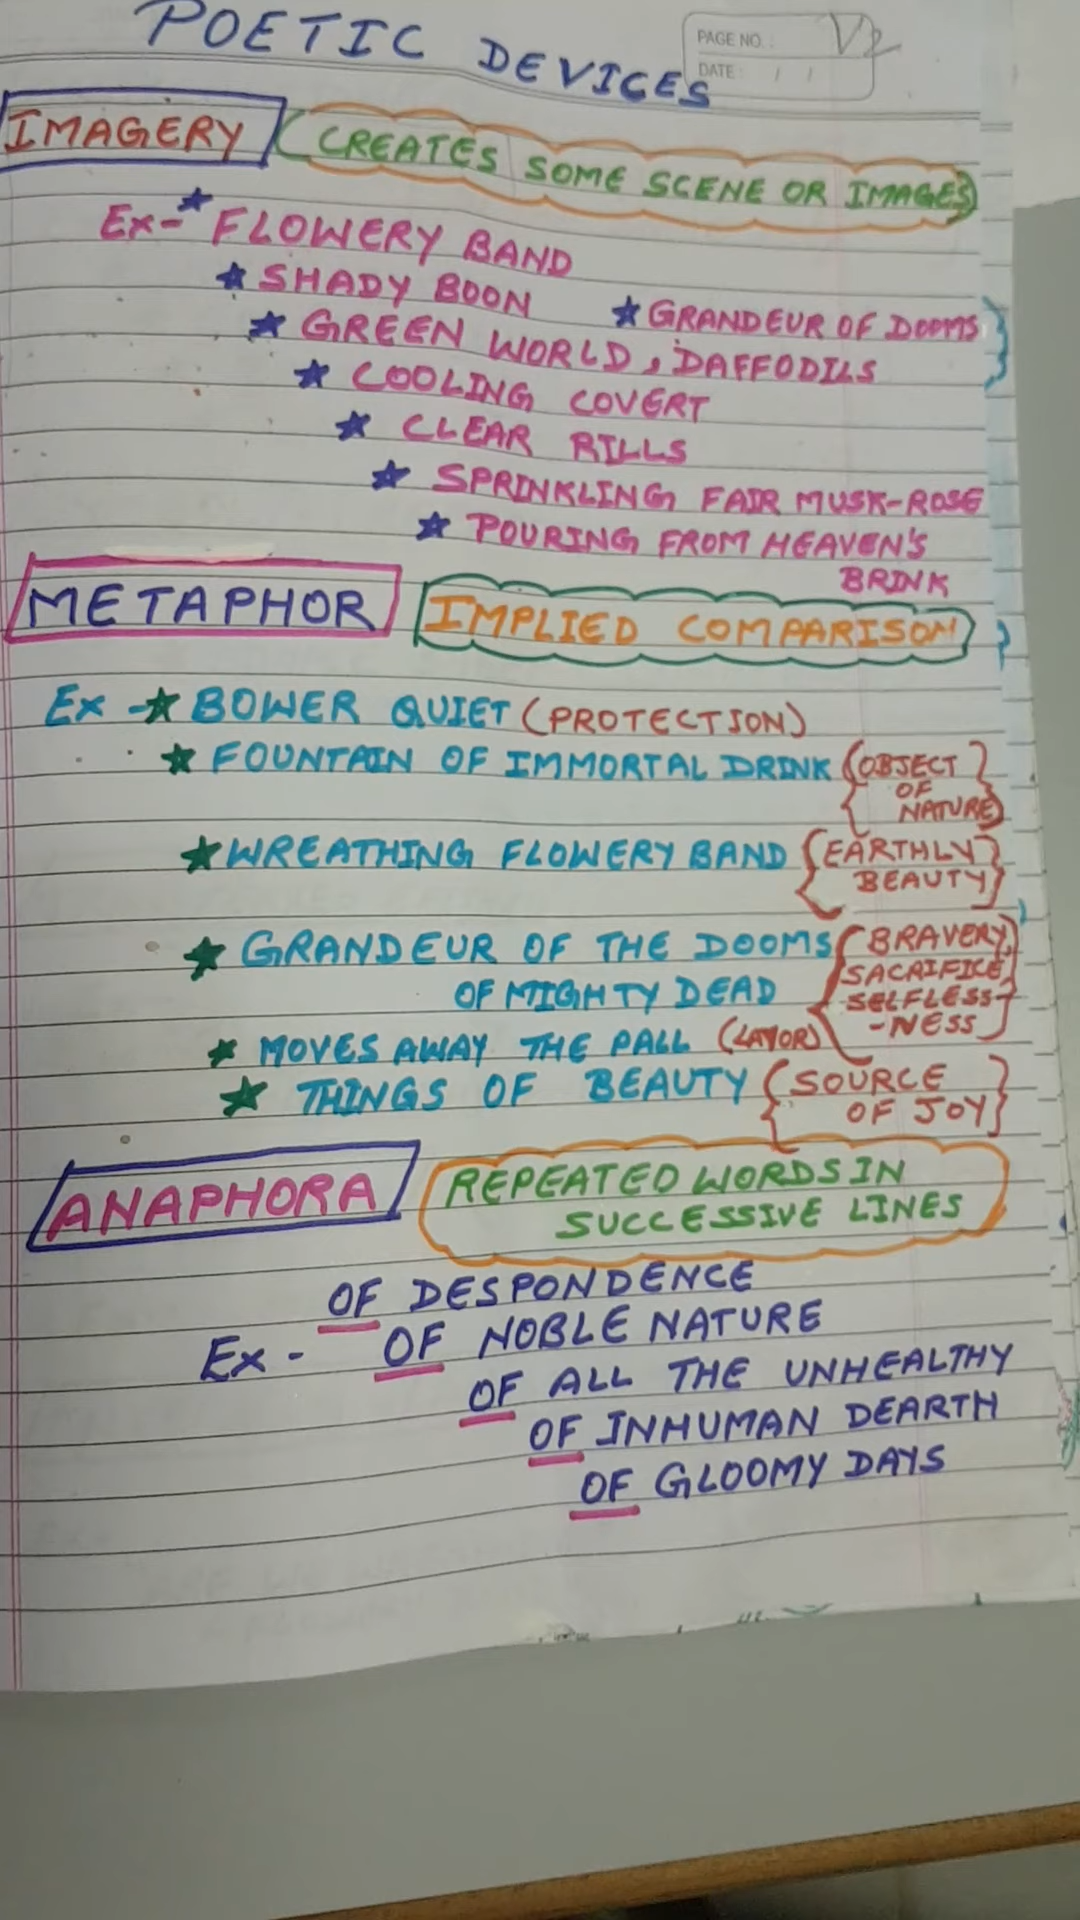 POETIC DEVICES
PAGE NO.: V2
DATE: / /
IMAGERY (CREATES SOME SCENE OR IMAGES)
Ex-★ FLOWERY BAND
★ SHADY BOON ★ GRANDEUR OF DOOMS
★ GREEN WORLD, DAFFODILS
★ COOLING COVERT
★ CLEAR RILLS
★ SPRINKLING FAIR MUSK-ROSE
★ POURING FROM HEAVEN'S
BRINK
METAPHOR [IMPLIED COMPARISON]
Ex -★ BOWER QUIET (PROTECTION)
★ FOUNTAIN OF IMMORTAL DRINK {OBJECT
OF
NATURE}
★ WREATHING FLOWERY BAND {EARTHLY
BEAUTY}
★ GRANDEUR OF THE DOOMS {BRAVERY,
SACRIFICE,
OF MIGHTY DEAD SELFLESS-
-NESS}
★ MOVES AWAY THE PALL (LAYOR)
★ THINGS OF BEAUTY {SOURCE
OF JOY}
ANAPHORA (REPEATED WORDS IN
SUCCESSIVE LINES
OF DESPONDENCE
Ex - OF NOBLE NATURE
OF ALL THE UNHEALTHY
OF INHUMAN DEARTH
OF GLOOMY DAYS